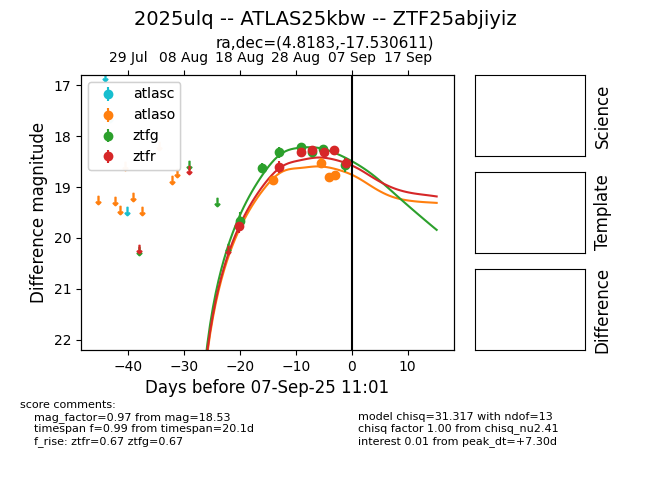 2025ulq -- ATLAS25kbw -- ZTF25abjiyiz
ra,dec=(4.8183,-17.530611)
29 Jul 08 Aug 18 Aug 28 Aug 07 Sep 17 Sep
17
18
19
20
21
22
Difference magnitude
atlasc
atlaso
ztfg
ztfr
−40 −30 −20 −10 0 10
Days before 07-Sep-25 11:01
Science
Template
Difference
score comments:
mag_factor=0.97 from mag=18.53
timespan f=0.99 from timespan=20.1d
f_rise: ztfr=0.67 ztfg=0.67
model chisq=31.317 with ndof=13
chisq factor 1.00 from chisq_nu2.41
interest 0.01 from peak_dt=+7.30d